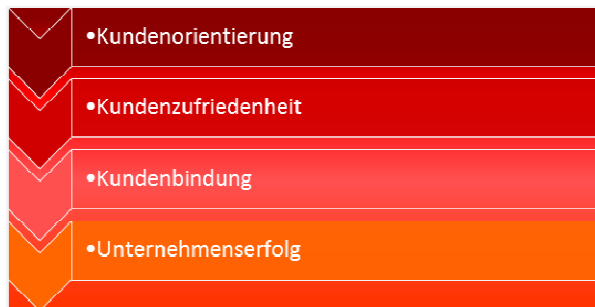 •Kundenorientierung
•Kundenzufriedenheit
•Kundenbindung
•Unternehmenserfolg